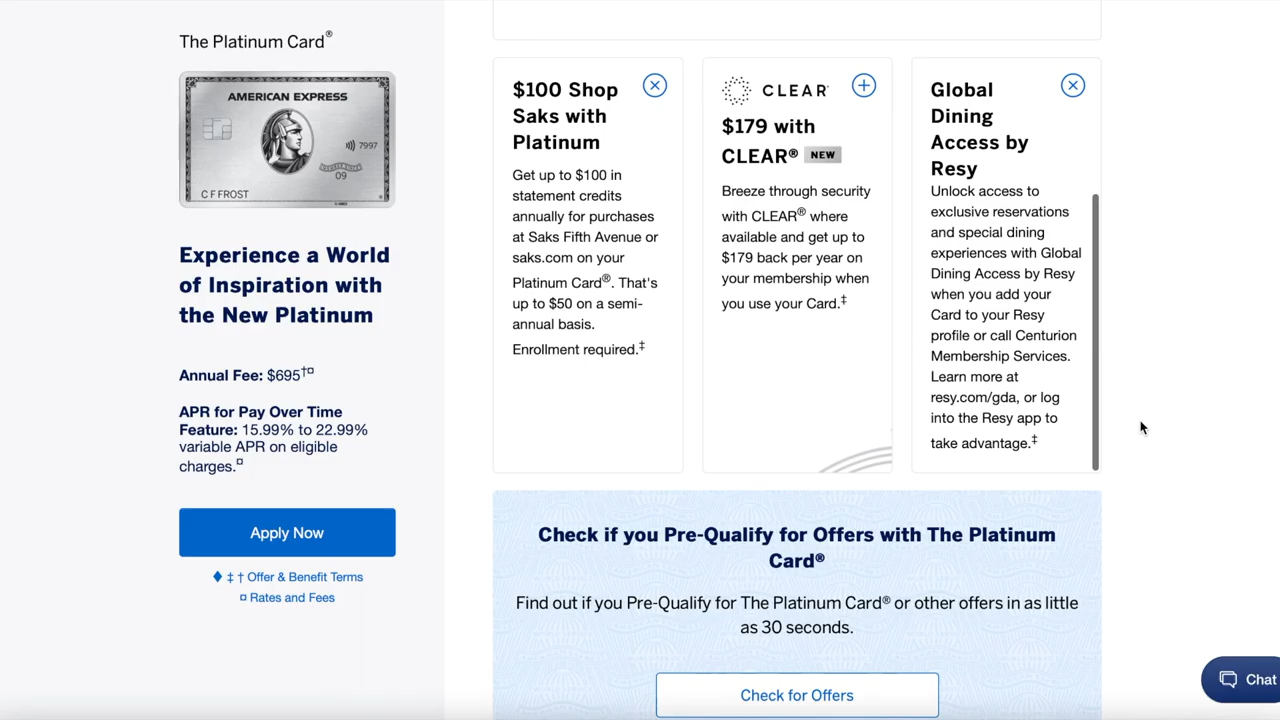 The Platinum Card®
AMERICAN EXPRESS
7997
09
C F FROST
Experience a World
of Inspiration with
the New Platinum
Annual Fee: $695†¤
APR for Pay Over Time
Feature: 15.99% to 22.99%
variable APR on eligible
charges.¤
Apply Now
♦ ‡ † Offer & Benefit Terms
¤ Rates and Fees
$100 Shop
Saks with
Platinum
Get up to $100 in
statement credits
annually for purchases
at Saks Fifth Avenue or
saks.com on your
Platinum Card®. That's
up to $50 on a semi-
annual basis.
Enrollment required.‡
CLEAR
$179 with
CLEAR® NEW
Breeze through security
with CLEAR® where
available and get up to
$179 back per year on
your membership when
you use your Card.‡
Global
Dining
Access by
Resy
Unlock access to
exclusive reservations
and special dining
experiences with Global
Dining Access by Resy
when you add your
Card to your Resy
profile or call Centurion
Membership Services.
Learn more at
resy.com/gda, or log
into the Resy app to
take advantage.‡
Check if you Pre-Qualify for Offers with The Platinum
Card®
Find out if you Pre-Qualify for The Platinum Card® or other offers in as little
as 30 seconds.
Check for Offers
Chat